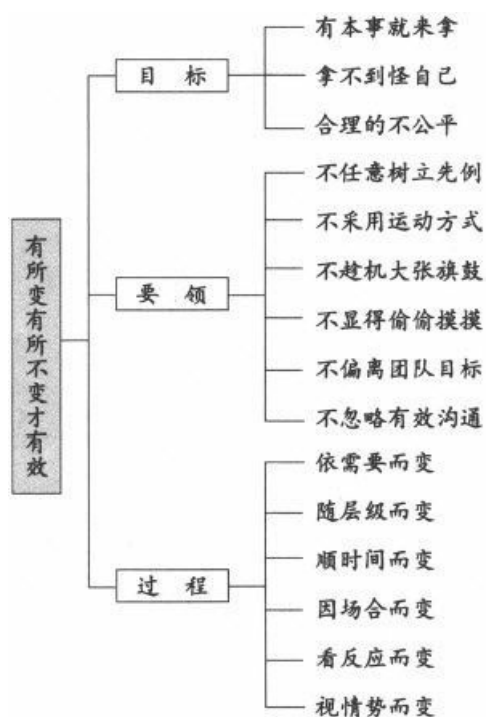 有所变有所不变才有效
目标
有本事就来拿
拿不到怪自己
合理的不公平
要领
不任意树立先例
不采用运动方式
不趁机大张旗鼓
不显得偷偷摸摸
不偏离团队目标
不忽略有效沟通
过程
依需要而变
随层级而变
顺时间而变
因场合而变
看反应而变
视情势而变